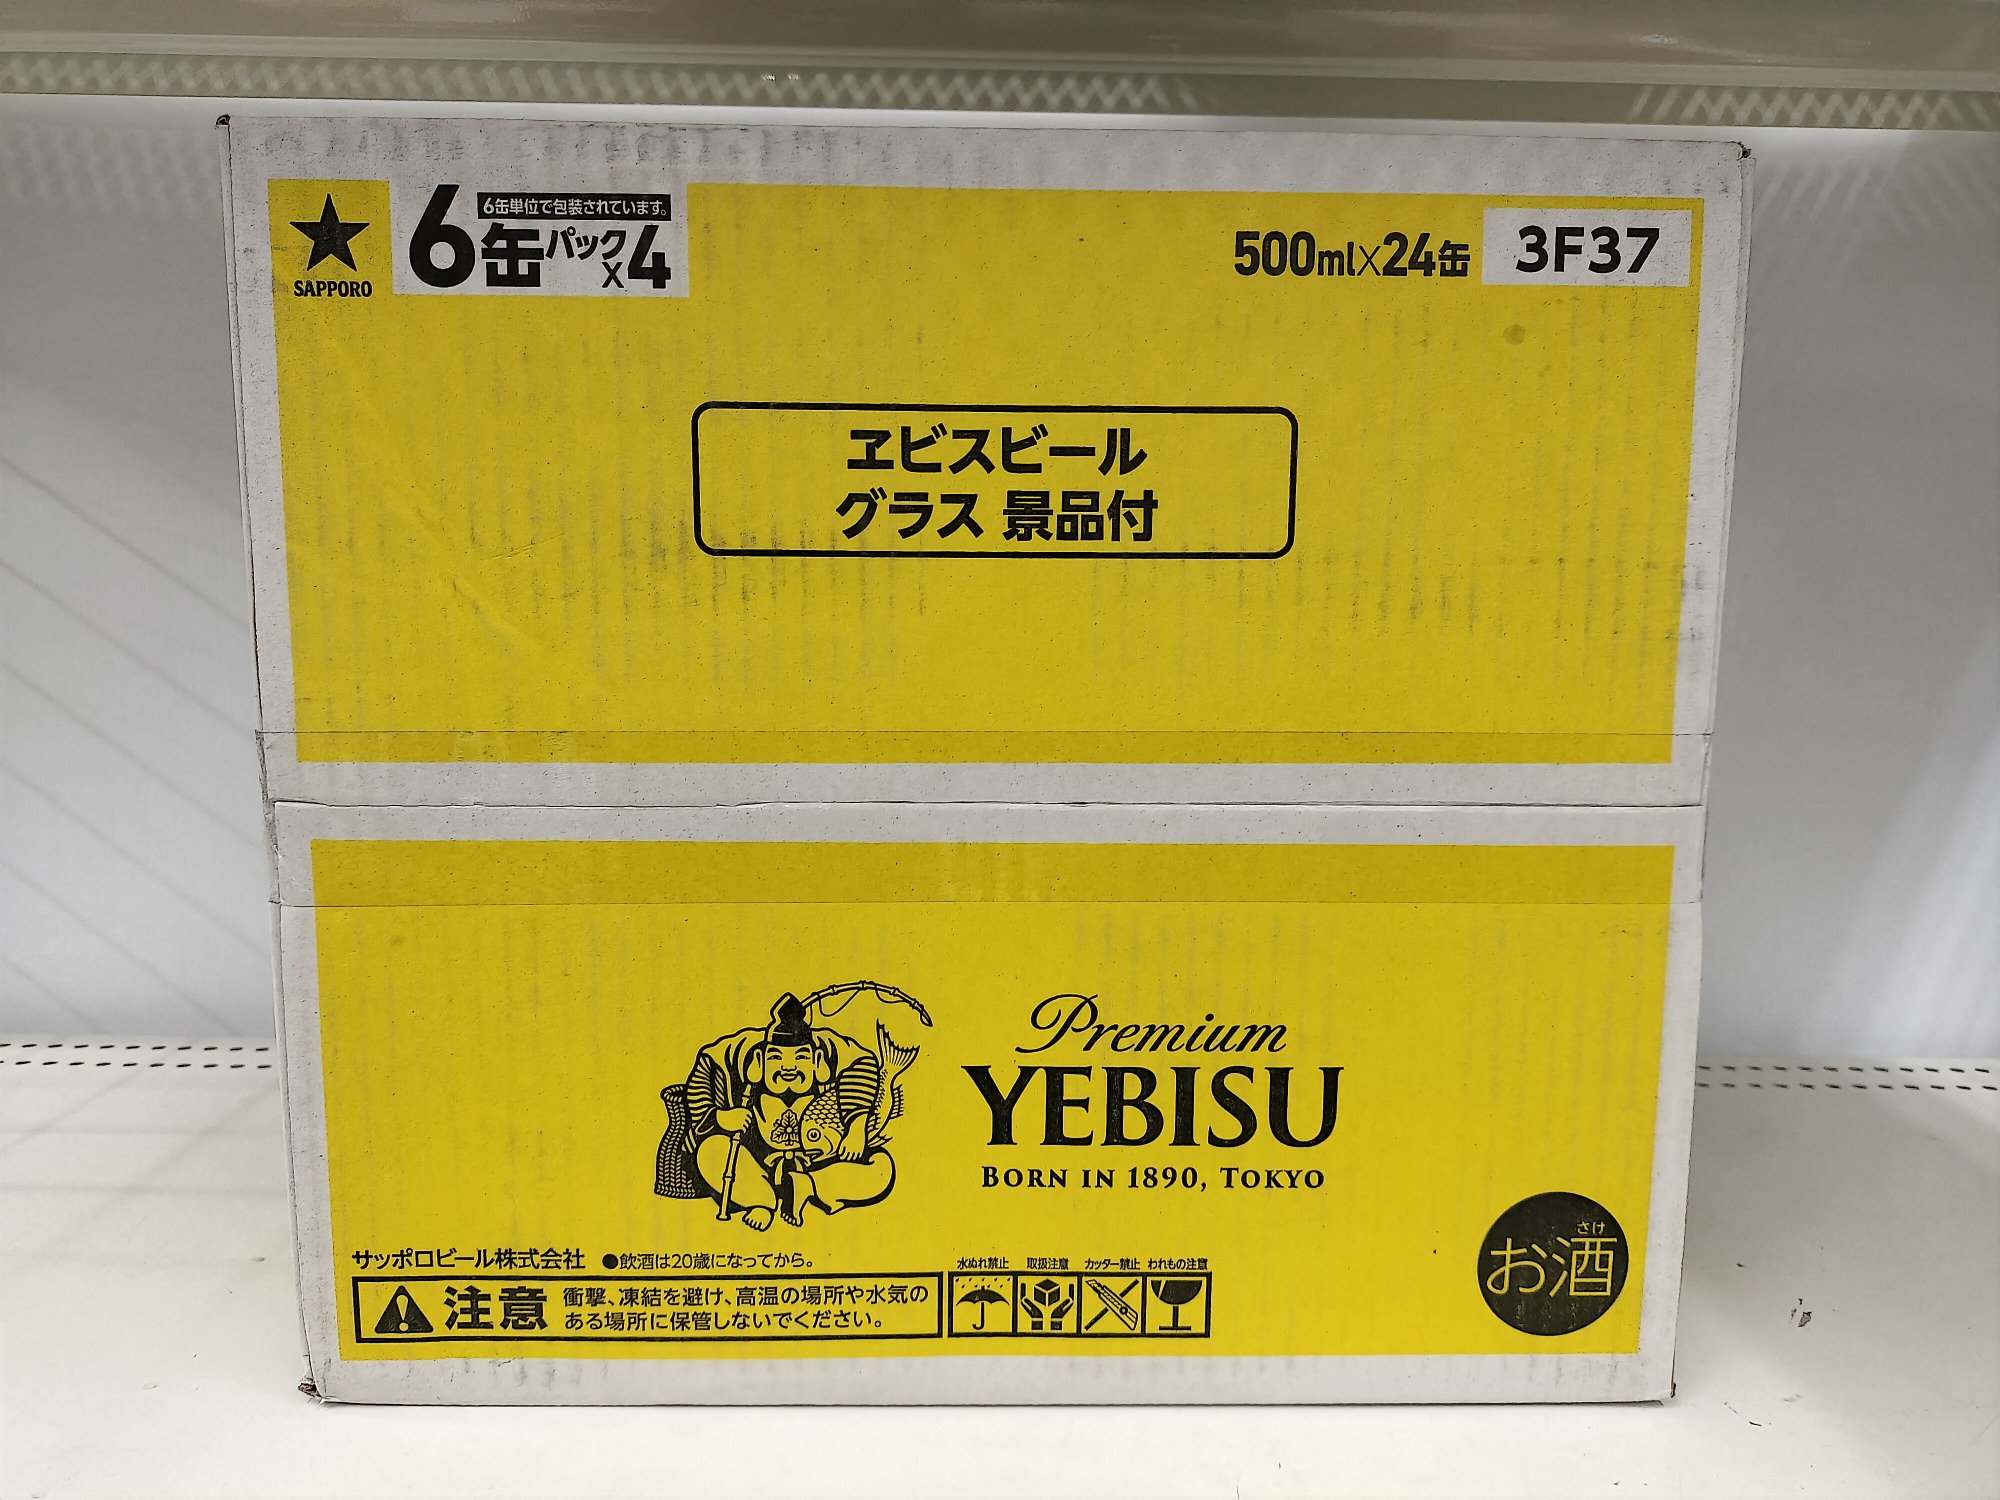 SAPPORO
6缶単位で包装されています。
6缶パック×4
500ml×24缶
3F37
ヱビスビール
グラス 景品付
Premium
YEBISU
BORN IN 1890, TOKYO
さけ
お酒
サッポロビール株式会社 ●飲酒は20歳になってから。
注意
衝撃、凍結を避け、高温の場所や水気の
ある場所に保管しないでください。
水ぬれ禁止 取扱注意 カッター禁止 われもの注意